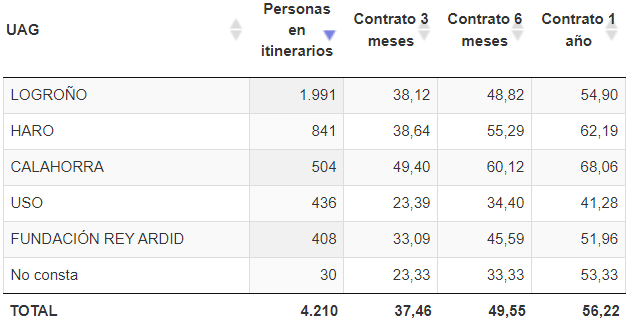 UAG Personas en itinerarios Contrato 3 meses Contrato 6 meses Contrato 1 año
LOGROÑO 1.991 38,12 48,82 54,90
HARO 841 38,64 55,29 62,19
CALAHORRA 504 49,40 60,12 68,06
USO 436 23,39 34,40 41,28
FUNDACIÓN REY ARDID 408 33,09 45,59 51,96
No consta 30 23,33 33,33 53,33
TOTAL 4.210 37,46 49,55 56,22